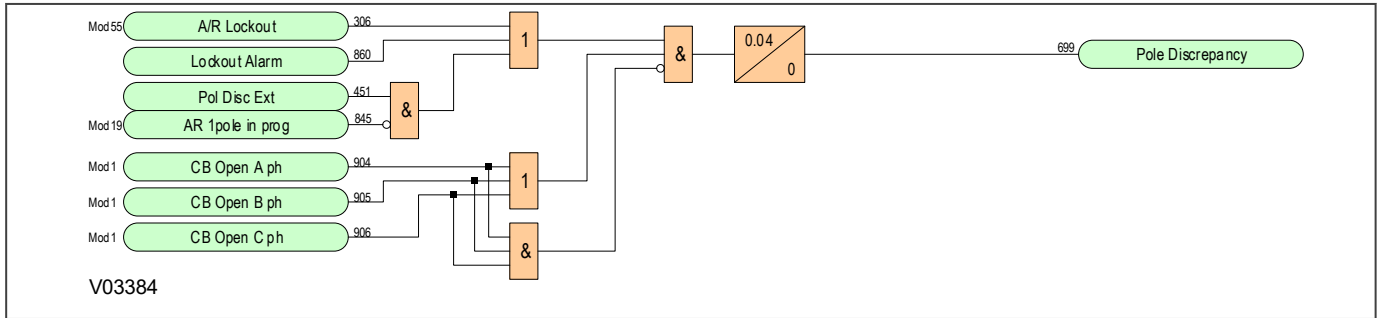 Mod 55 A/R Lockout 306
Lockout Alarm 860
1
& 0.04 0
699 Pole Discrepancy
Pol Disc Ext 451
&
Mod 19 AR 1pole in prog 845
Mod 1 CB Open A ph 904
Mod 1 CB Open B ph 905
1
Mod 1 CB Open C ph 906
&
V03384